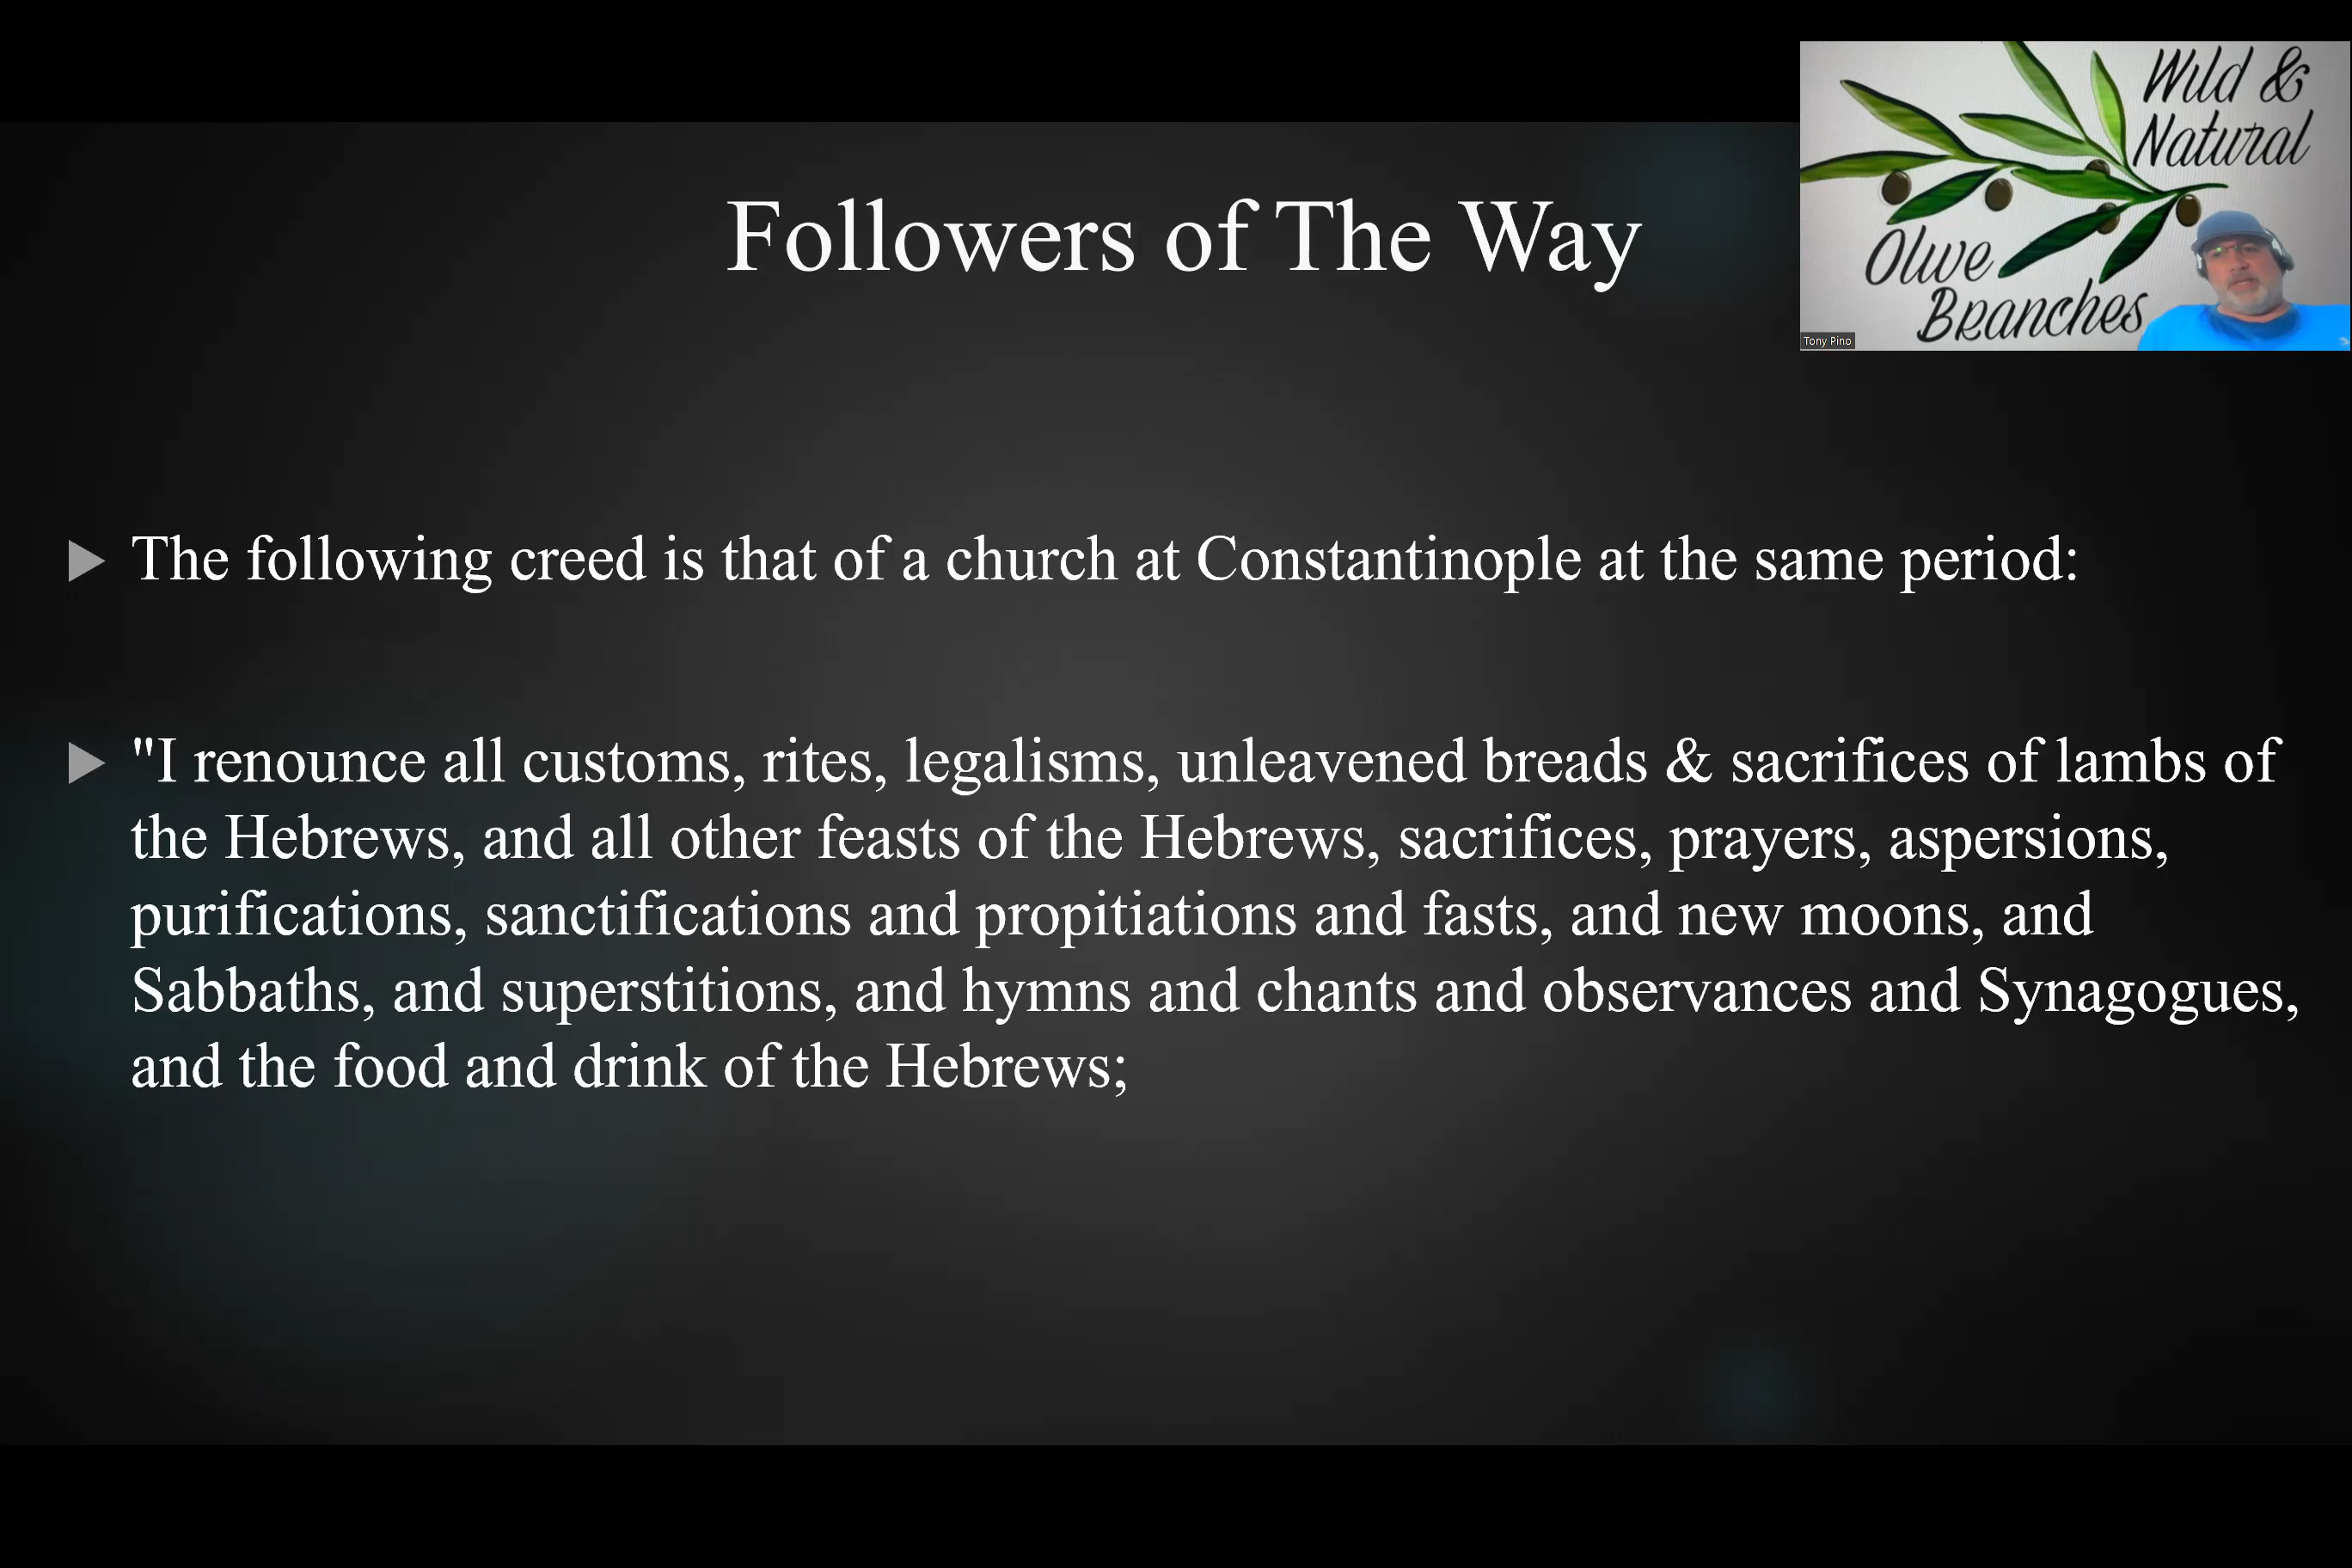 Wild &
Natural
Olive
Branches
Tony Pino
Followers of The Way
The following creed is that of a church at Constantinople at the same period:
"I renounce all customs, rites, legalisms, unleavened breads & sacrifices of lambs of
the Hebrews, and all other feasts of the Hebrews, sacrifices, prayers, aspersions,
purifications, sanctifications and propitiations and fasts, and new moons, and
Sabbaths, and superstitions, and hymns and chants and observances and Synagogues,
and the food and drink of the Hebrews;